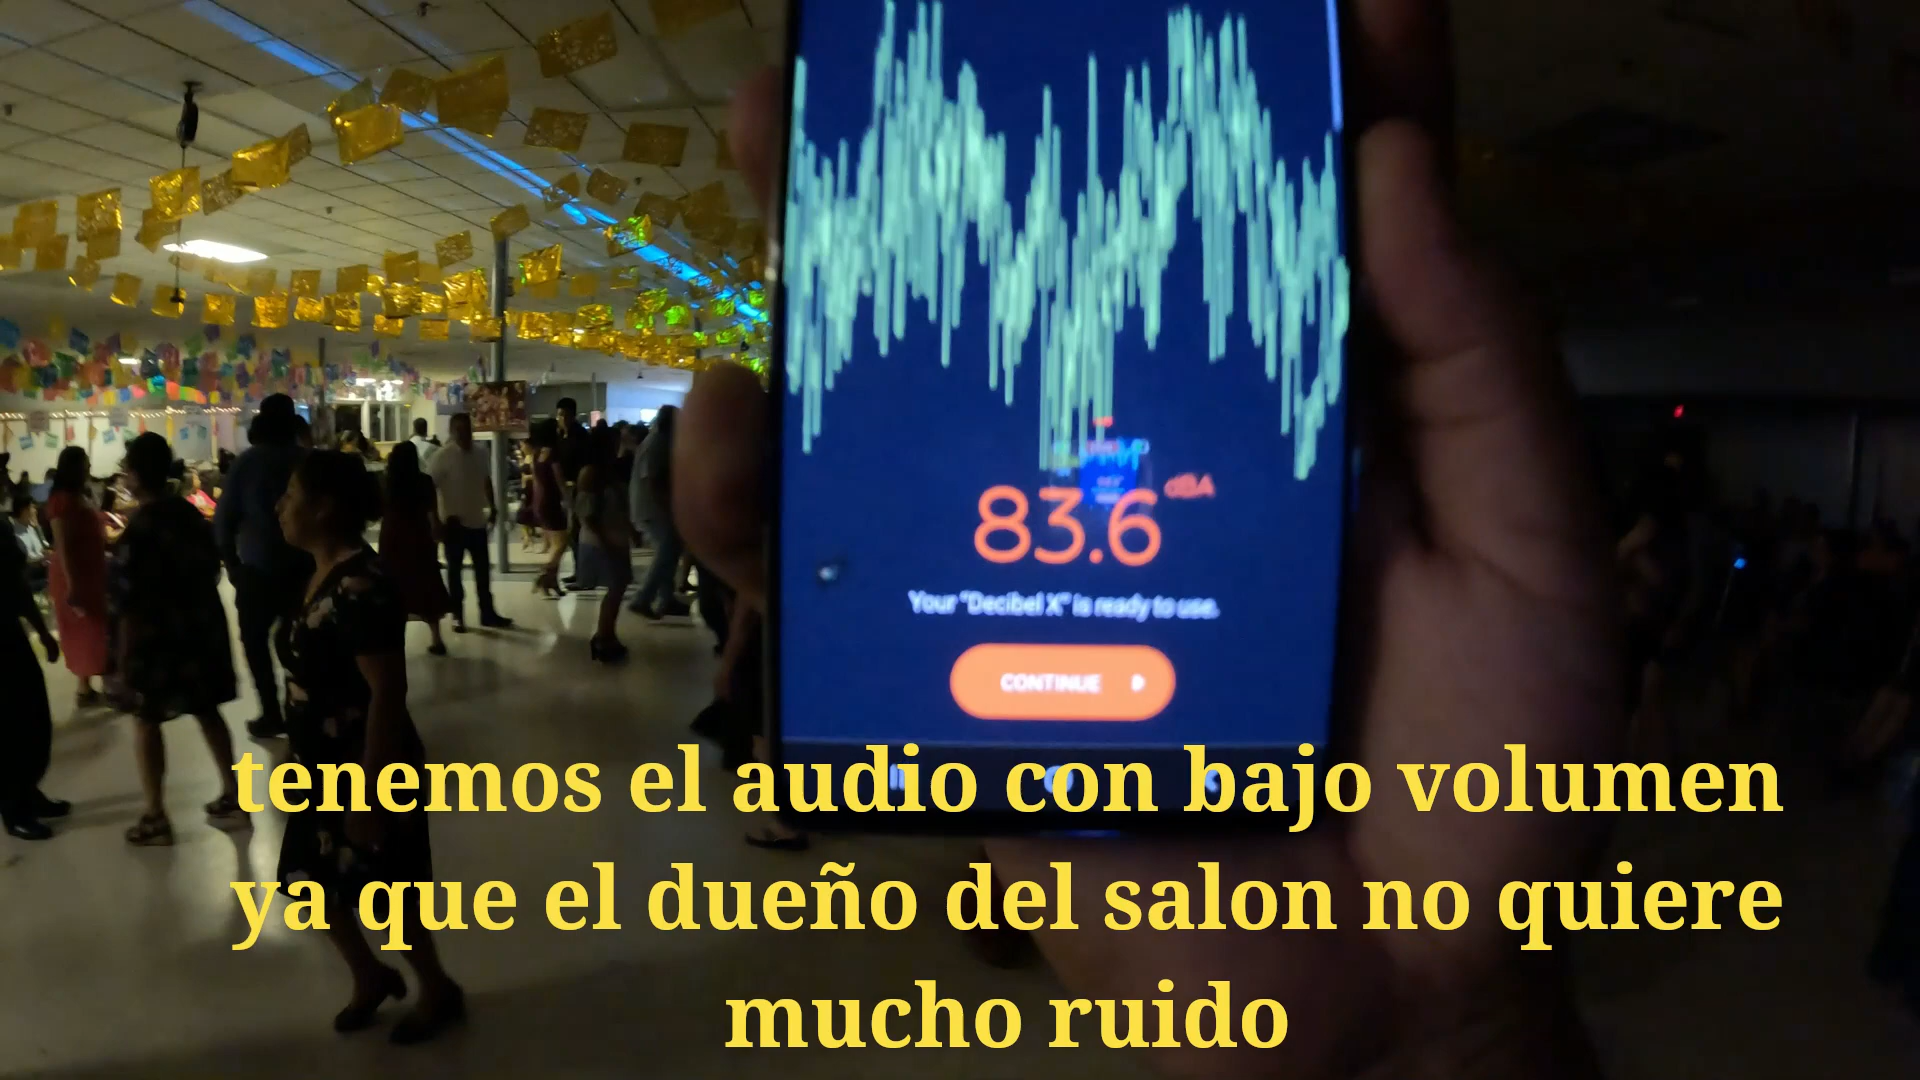 83.6 dBA
Your "Decibel X" is ready to use.
CONTINUE
tenemos el audio con bajo volumen
ya que el dueño del salon no quiere
mucho ruido